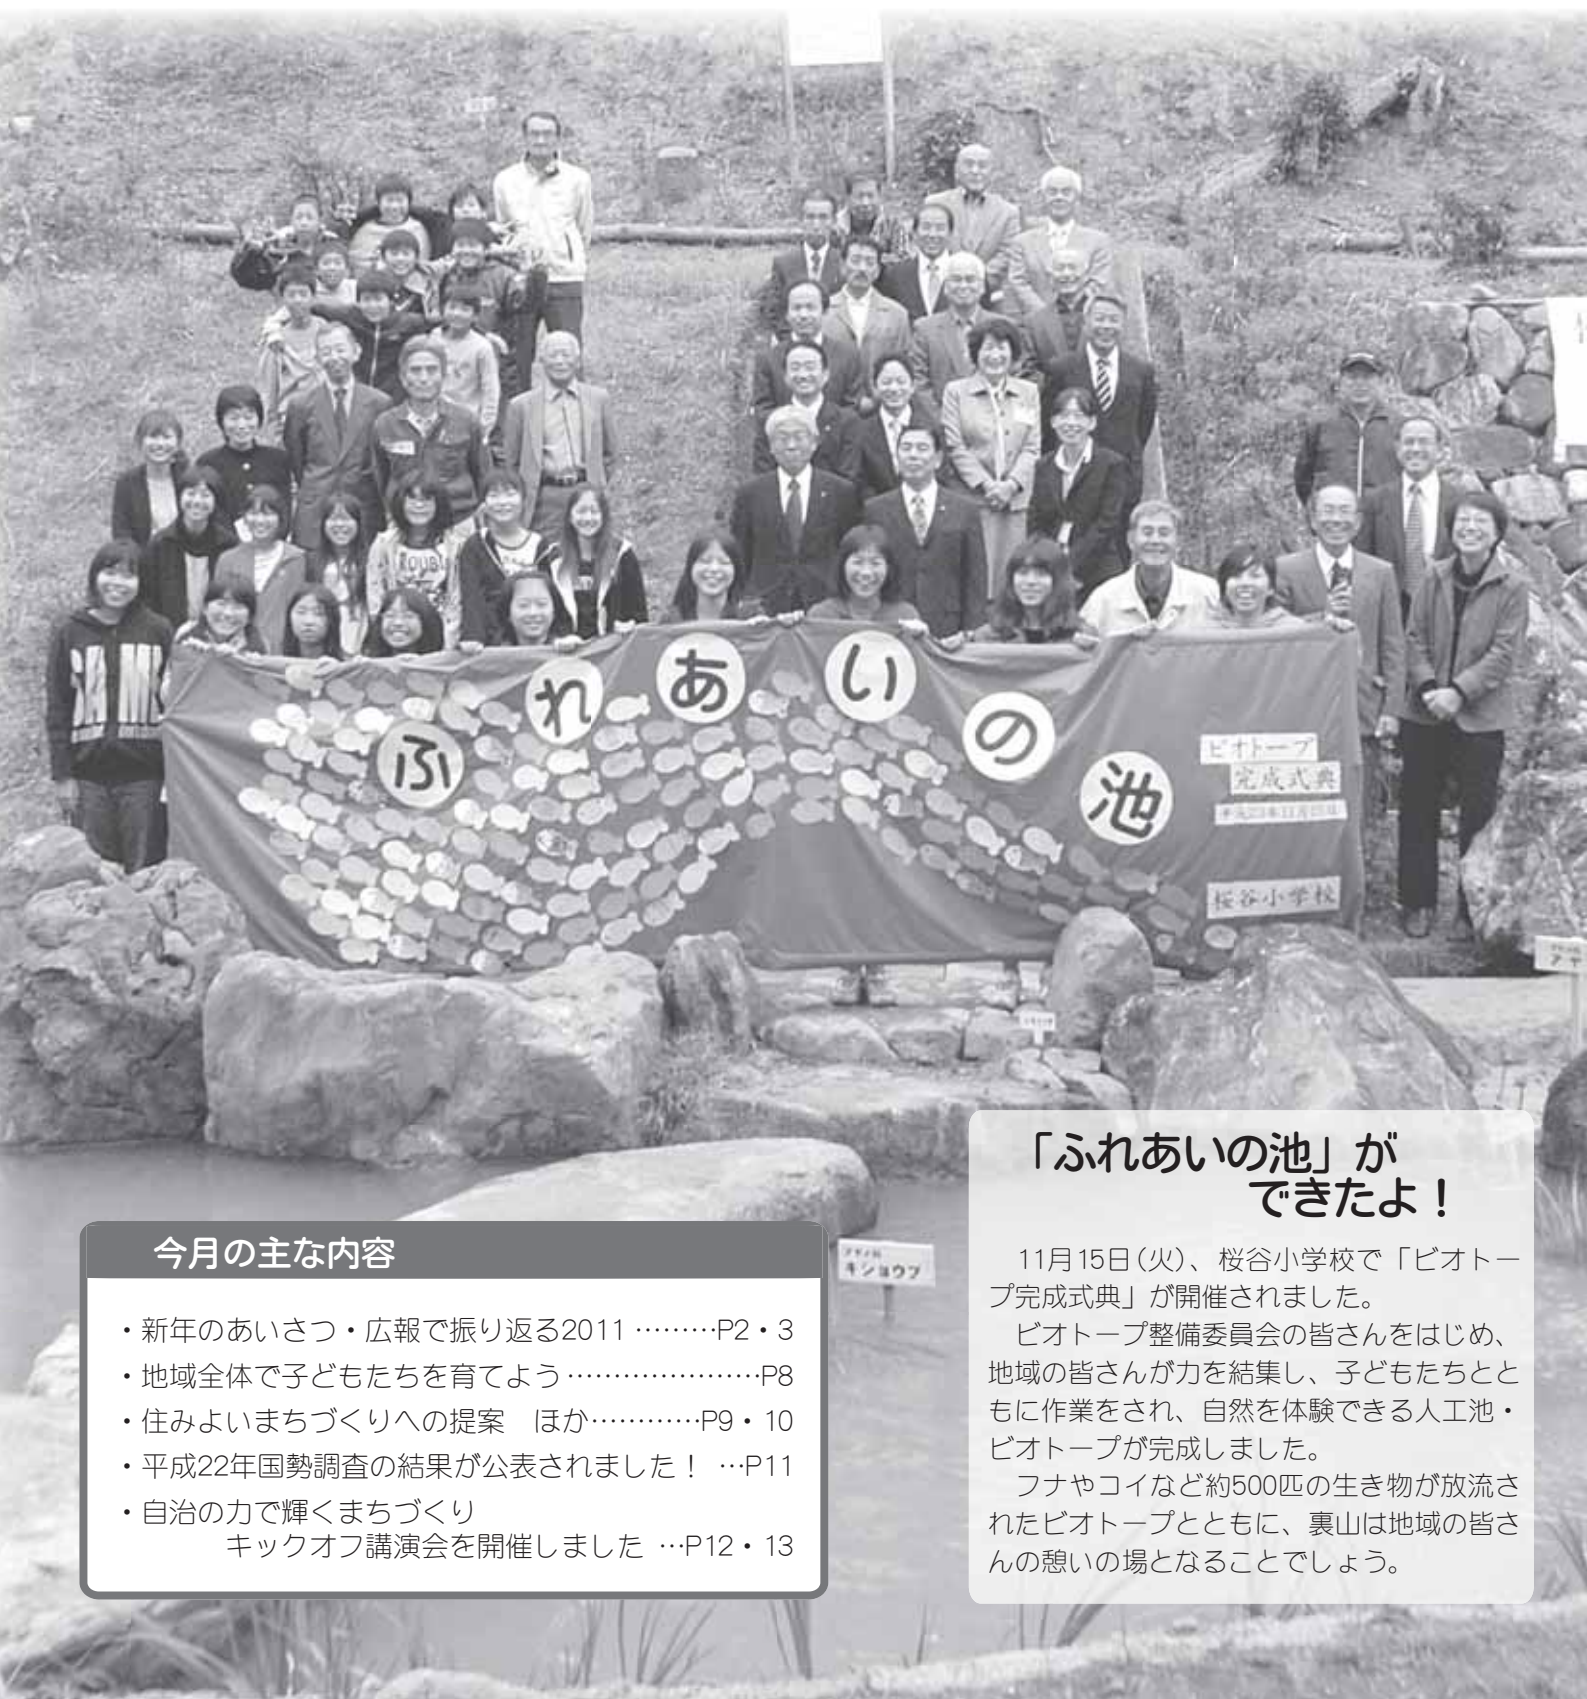 ふれあいの池
ビオトープ
完成式典
平成23年11月15日
桜谷小学校
キショウブ
「ふれあいの池」が
できたよ！
11月15日(火)、桜谷小学校で「ビオトー
プ完成式典」が開催されました。
ビオトープ整備委員会の皆さんをはじめ、
地域の皆さんが力を結集し、子どもたちとと
もに作業をされ、自然を体験できる人工池・
ビオトープが完成しました。
フナやコイなど約500匹の生き物が放流さ
れたビオトープとともに、裏山は地域の皆さ
んの憩いの場となることでしょう。
今月の主な内容
・新年のあいさつ・広報で振り返る2011 ………P2・3
・地域全体で子どもたちを育てよう…………………P8
・住みよいまちづくりへの提案　ほか…………P9・10
・平成22年国勢調査の結果が公表されました！ …P11
・自治の力で輝くまちづくり
キックオフ講演会を開催しました …P12・13